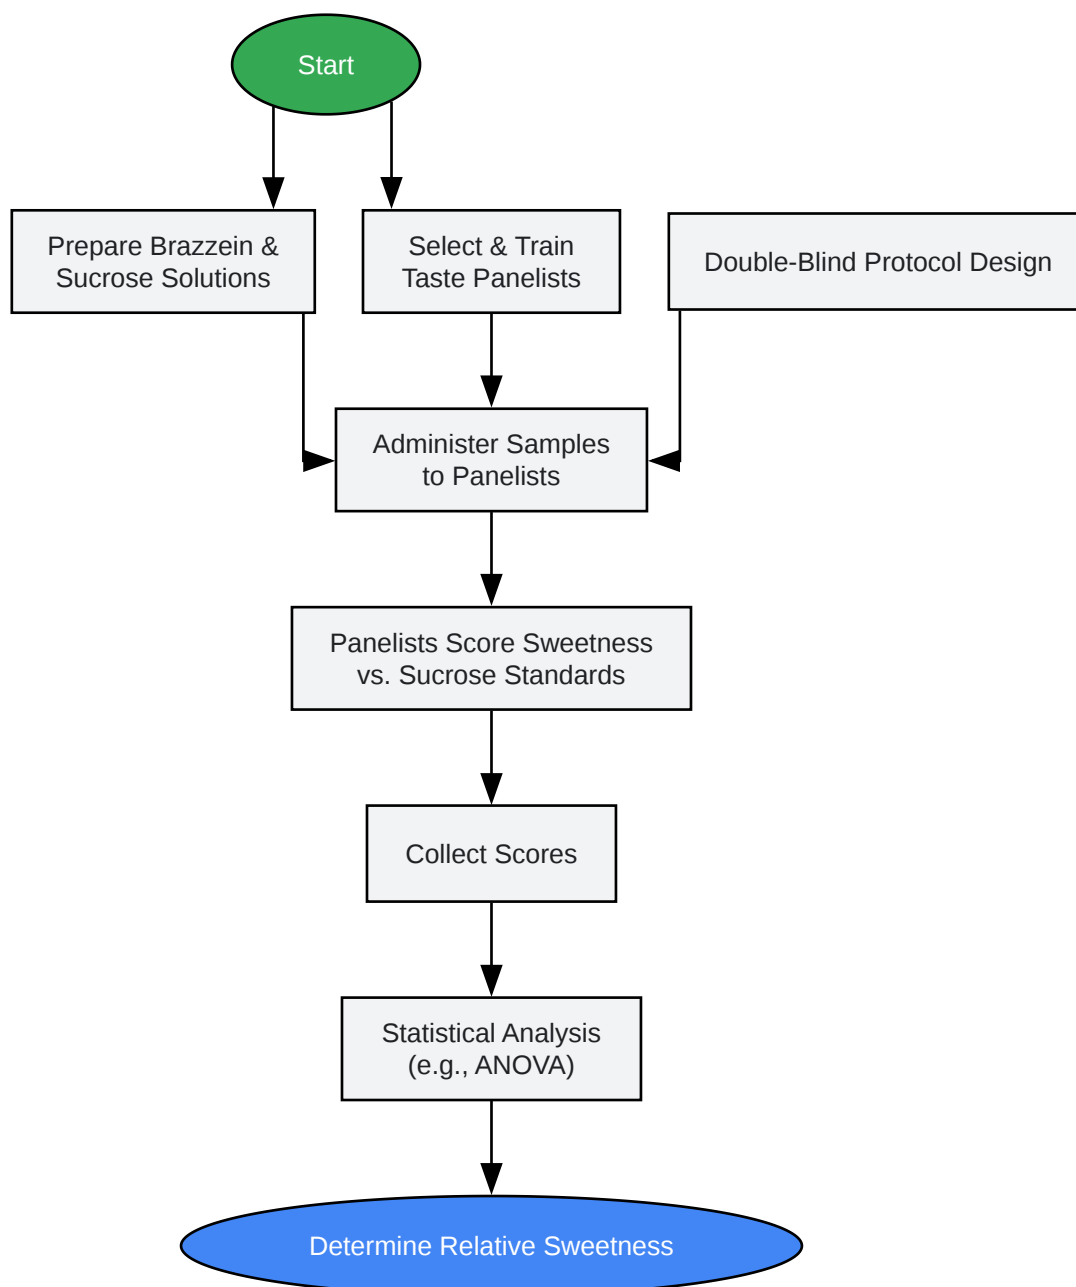 Start
Prepare Brazzein &
Sucrose Solutions
Select & Train
Taste Panelists
Double-Blind Protocol Design
Administer Samples
to Panelists
Panelists Score Sweetness
vs. Sucrose Standards
Collect Scores
Statistical Analysis
(e.g., ANOVA)
Determine Relative Sweetness